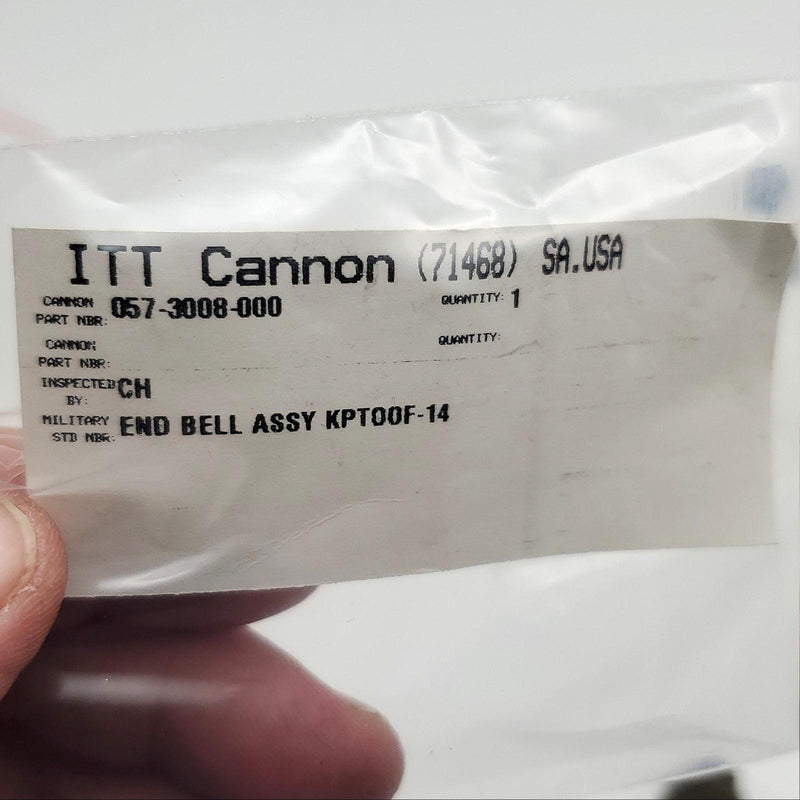 ITT Cannon (71468) SA.USA
CANNON PART NBR: 057-3008-000 QUANTITY: 1
CANNON PART NBR: QUANTITY:
INSPECTED BY: CH
MILITARY STD NBR: END BELL ASSY KPT00F-14